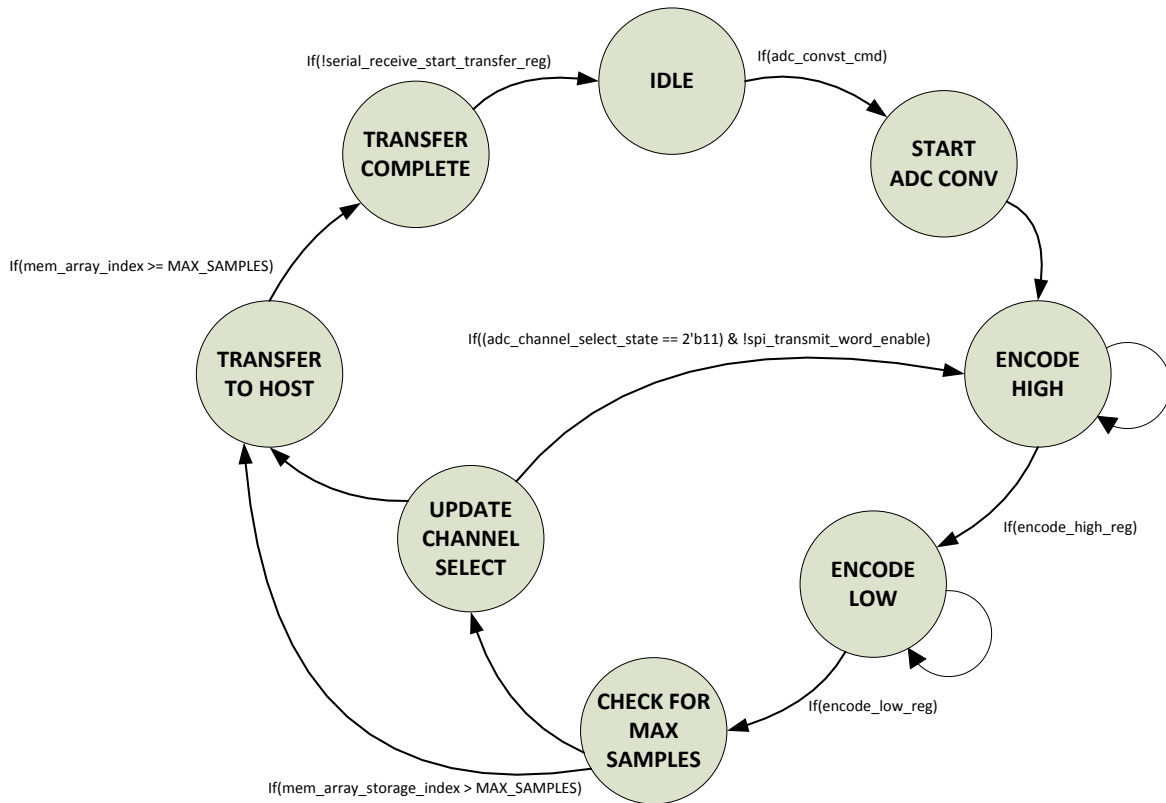 If(!serial_receive_start_transfer_reg)
If(adc_convst_cmd)
IDLE
TRANSFER
COMPLETE
START
ADC CONV
If(mem_array_index >= MAX_SAMPLES)
TRANSFER
TO HOST
If((adc_channel_select_state == 2'b11) & !spi_transmit_word_enable)
ENCODE
HIGH
UPDATE
CHANNEL
SELECT
If(encode_high_reg)
ENCODE
LOW
CHECK FOR
MAX
SAMPLES
If(encode_low_reg)
If(mem_array_storage_index > MAX_SAMPLES)